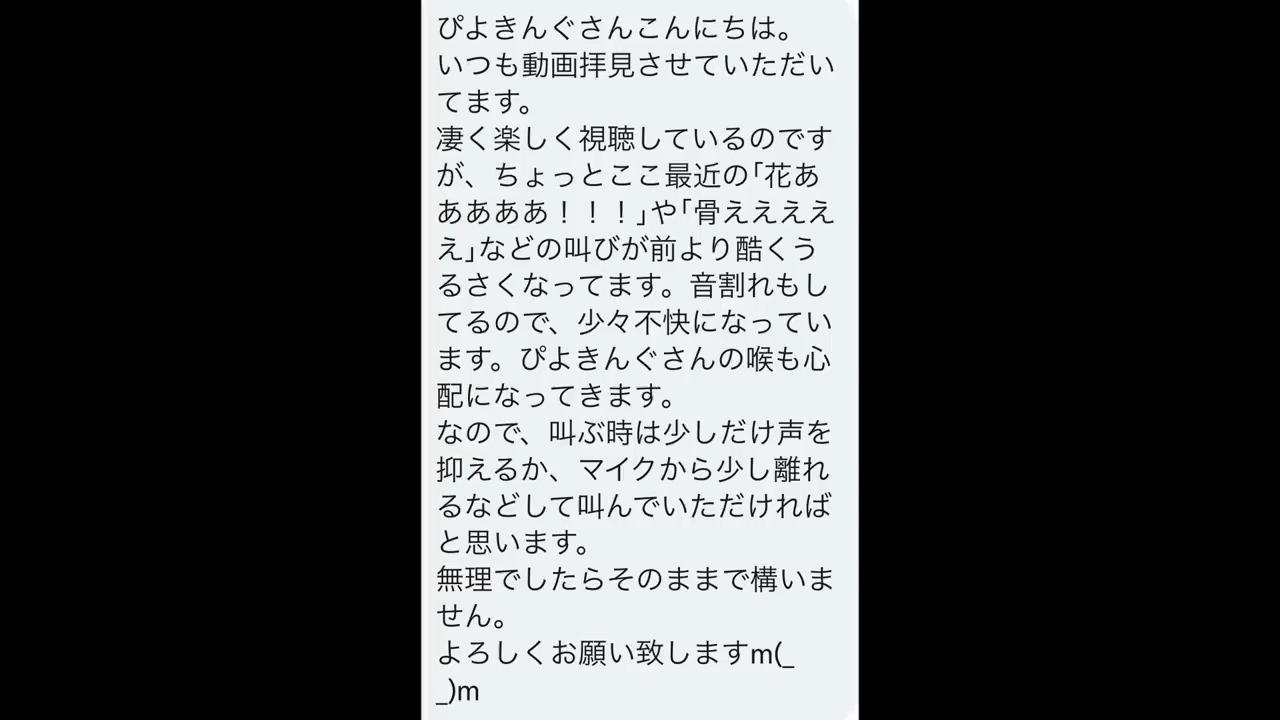 ぴよきんぐさんこんにちは。
いつも動画拝見させていただい
てます。
凄く楽しく視聴しているのです
が、ちょっとここ最近の｢花あ
ああああ！！！｣や｢骨ええええ
え｣などの叫びが前より酷くう
るさくなってます。音割れもし
てるので、少々不快になってい
ます。ぴよきんぐさんの喉も心
配になってきます。
なので、叫ぶ時は少しだけ声を
抑えるか、マイクから少し離れ
るなどして叫んでいただければ
と思います。
無理でしたらそのままで構いま
せん。
よろしくお願い致しますm(_
_)m